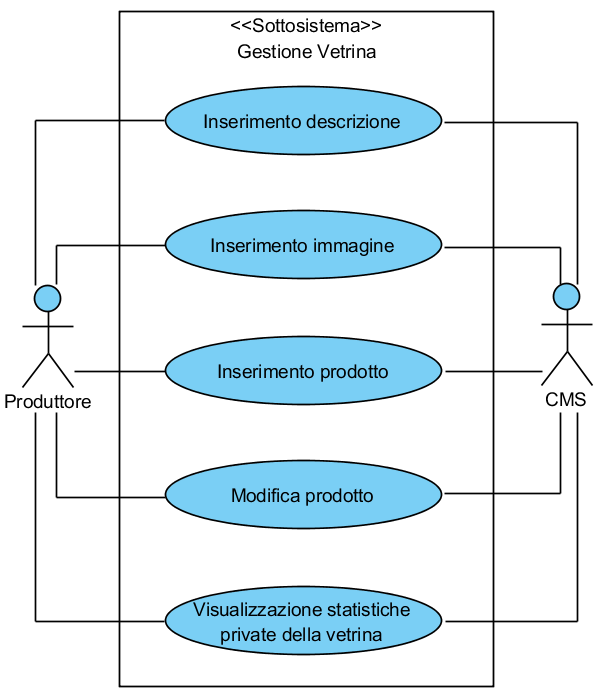 <<Sottosistema>>
Gestione Vetrina
Inserimento descrizione
Inserimento immagine
Inserimento prodotto
Produttore
CMS
Modifica prodotto
Visualizzazione statistiche
private della vetrina